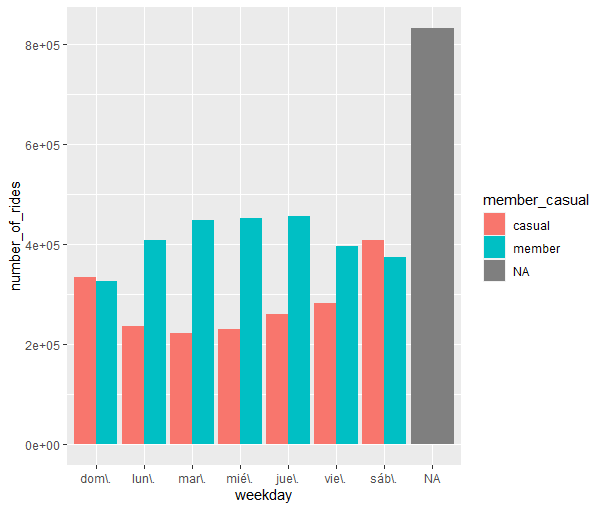 8e+05
6e+05
4e+05
2e+05
0e+00
number_of_rides
dom\. lun\. mar\. mié\. jue\. vie\. sáb\. NA
weekday
member_casual
casual
member
NA